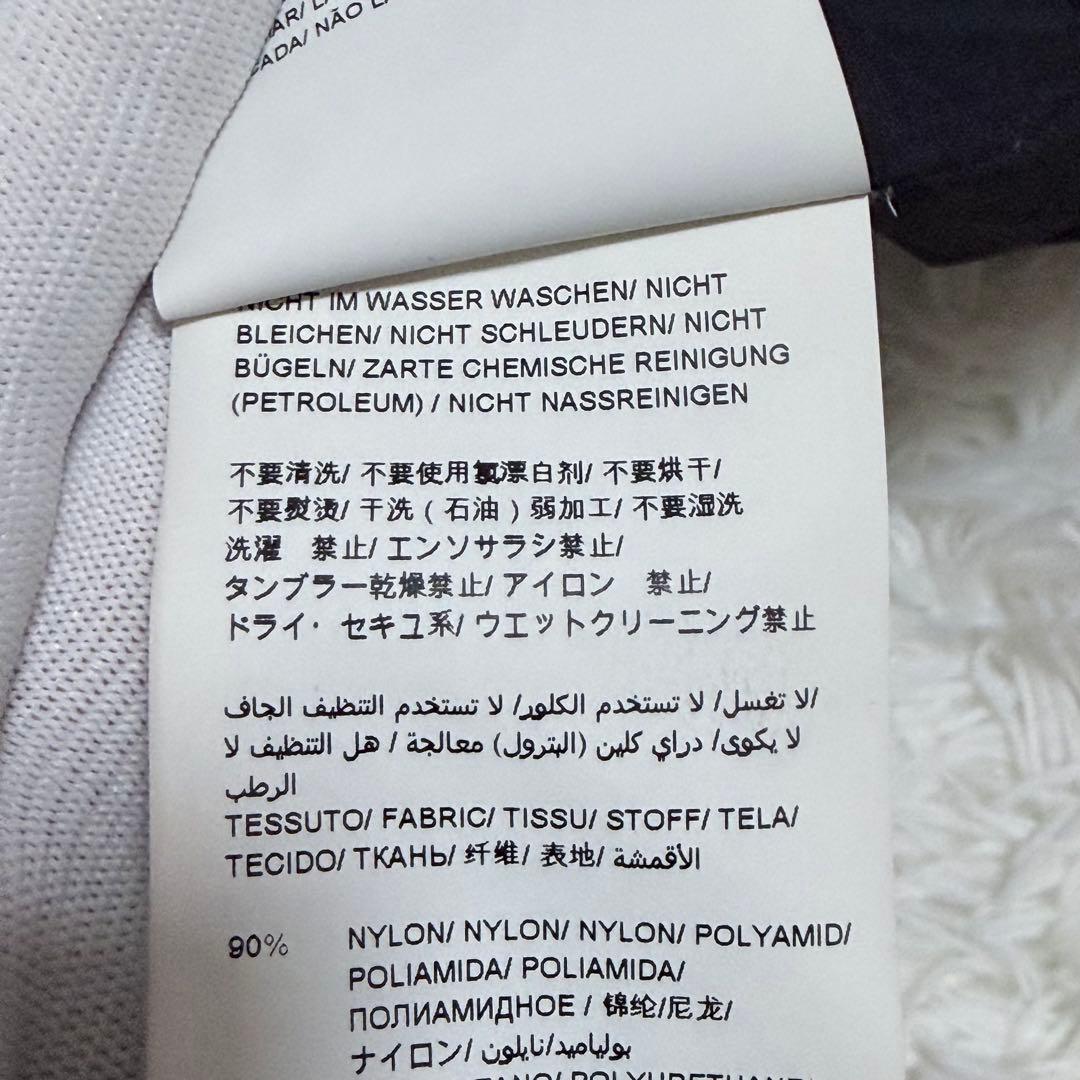 CADA/ NÃO
NICHT IM WASSER WASCHEN/ NICHT
BLEICHEN/ NICHT SCHLEUDERN/ NICHT
BÜGELN/ ZARTE CHEMISCHE REINIGUNG
(PETROLEUM) / NICHT NASSREINIGEN
不要清洗/ 不要使用氯漂白剂/ 不要烘干/
不要熨烫/ 干洗 ( 石油 ) 弱加工/ 不要湿洗
洗濯　禁止/ エンソサラシ禁止/
タンブラー乾燥禁止/ アイロン　禁止/
ドライ・ セキユ系/ ウエットクリーニング禁止
لا تغسل/ لا تستخدم الكلور/ لا تستخدم التنظيف الجاف/
لا يكوى/ دراي كلين (البترول) معالجة / هل التنظيف لا
الرطب
TESSUTO/ FABRIC/ TISSU/ STOFF/ TELA/
TECIDO/ ТКАНЬ/ 纤维/ 表地/ الأقمشة
90% NYLON/ NYLON/ NYLON/ POLYAMID/
POLIAMIDA/ POLIAMIDA/
ПОЛИАМИДНОЕ / 锦纶/尼龙/
ナイロン/ بولياميد/نايلون